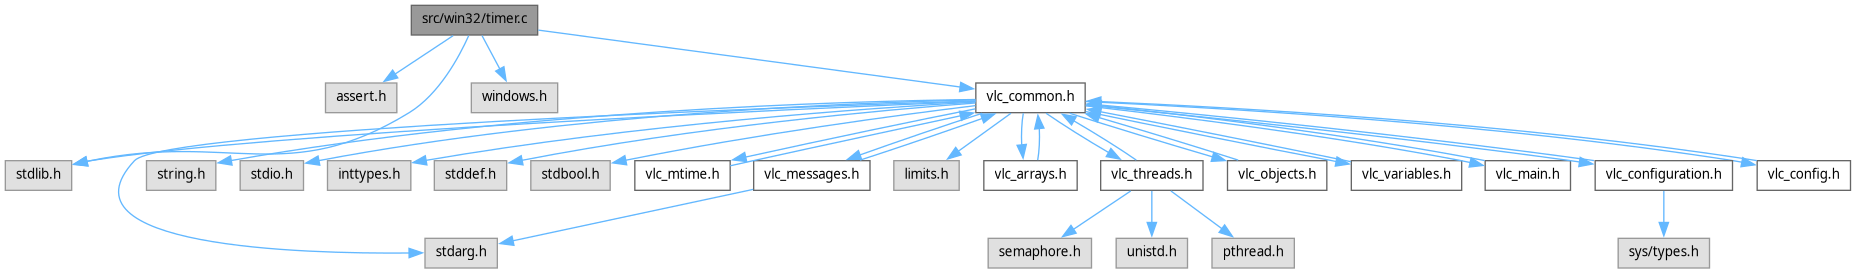 src/win32/timer.c
assert.h
windows.h
vlc_common.h
stdlib.h
string.h
stdio.h
inttypes.h
stddef.h
stdbool.h
vlc_mtime.h
vlc_messages.h
limits.h
vlc_arrays.h
vlc_threads.h
vlc_objects.h
vlc_variables.h
vlc_main.h
vlc_configuration.h
vlc_config.h
stdarg.h
semaphore.h
unistd.h
pthread.h
sys/types.h